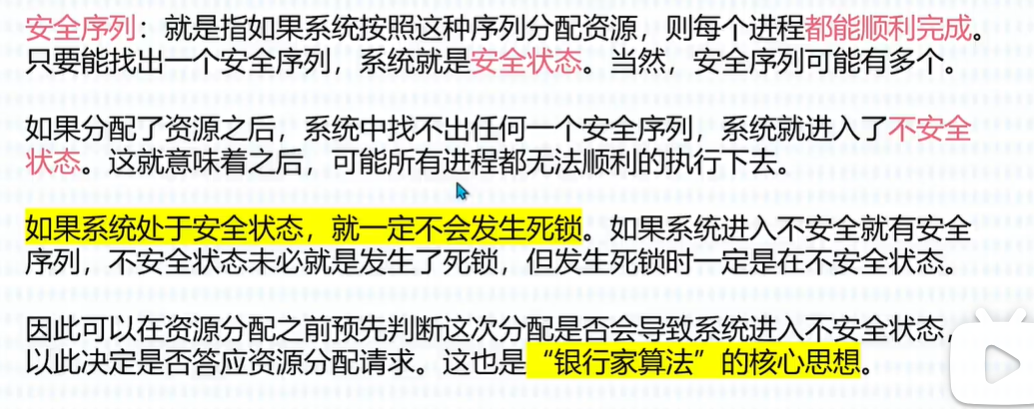 安全序列：就是指如果系统按照这种序列分配资源，则每个进程都能顺利完成。
只要能找出一个安全序列，系统就是安全状态。当然，安全序列可能有多个。
如果分配了资源之后，系统中找不出任何一个安全序列，系统就进入了不安全
状态。这就意味着之后，可能所有进程都无法顺利的执行下去。
如果系统处于安全状态，就一定不会发生死锁。如果系统进入不安全就有安全
序列，不安全状态未必就是发生了死锁，但发生死锁时一定是在不安全状态。
因此可以在资源分配之前预先判断这次分配是否会导致系统进入不安全状态，
以此决定是否答应资源分配请求。这也是“银行家算法”的核心思想。